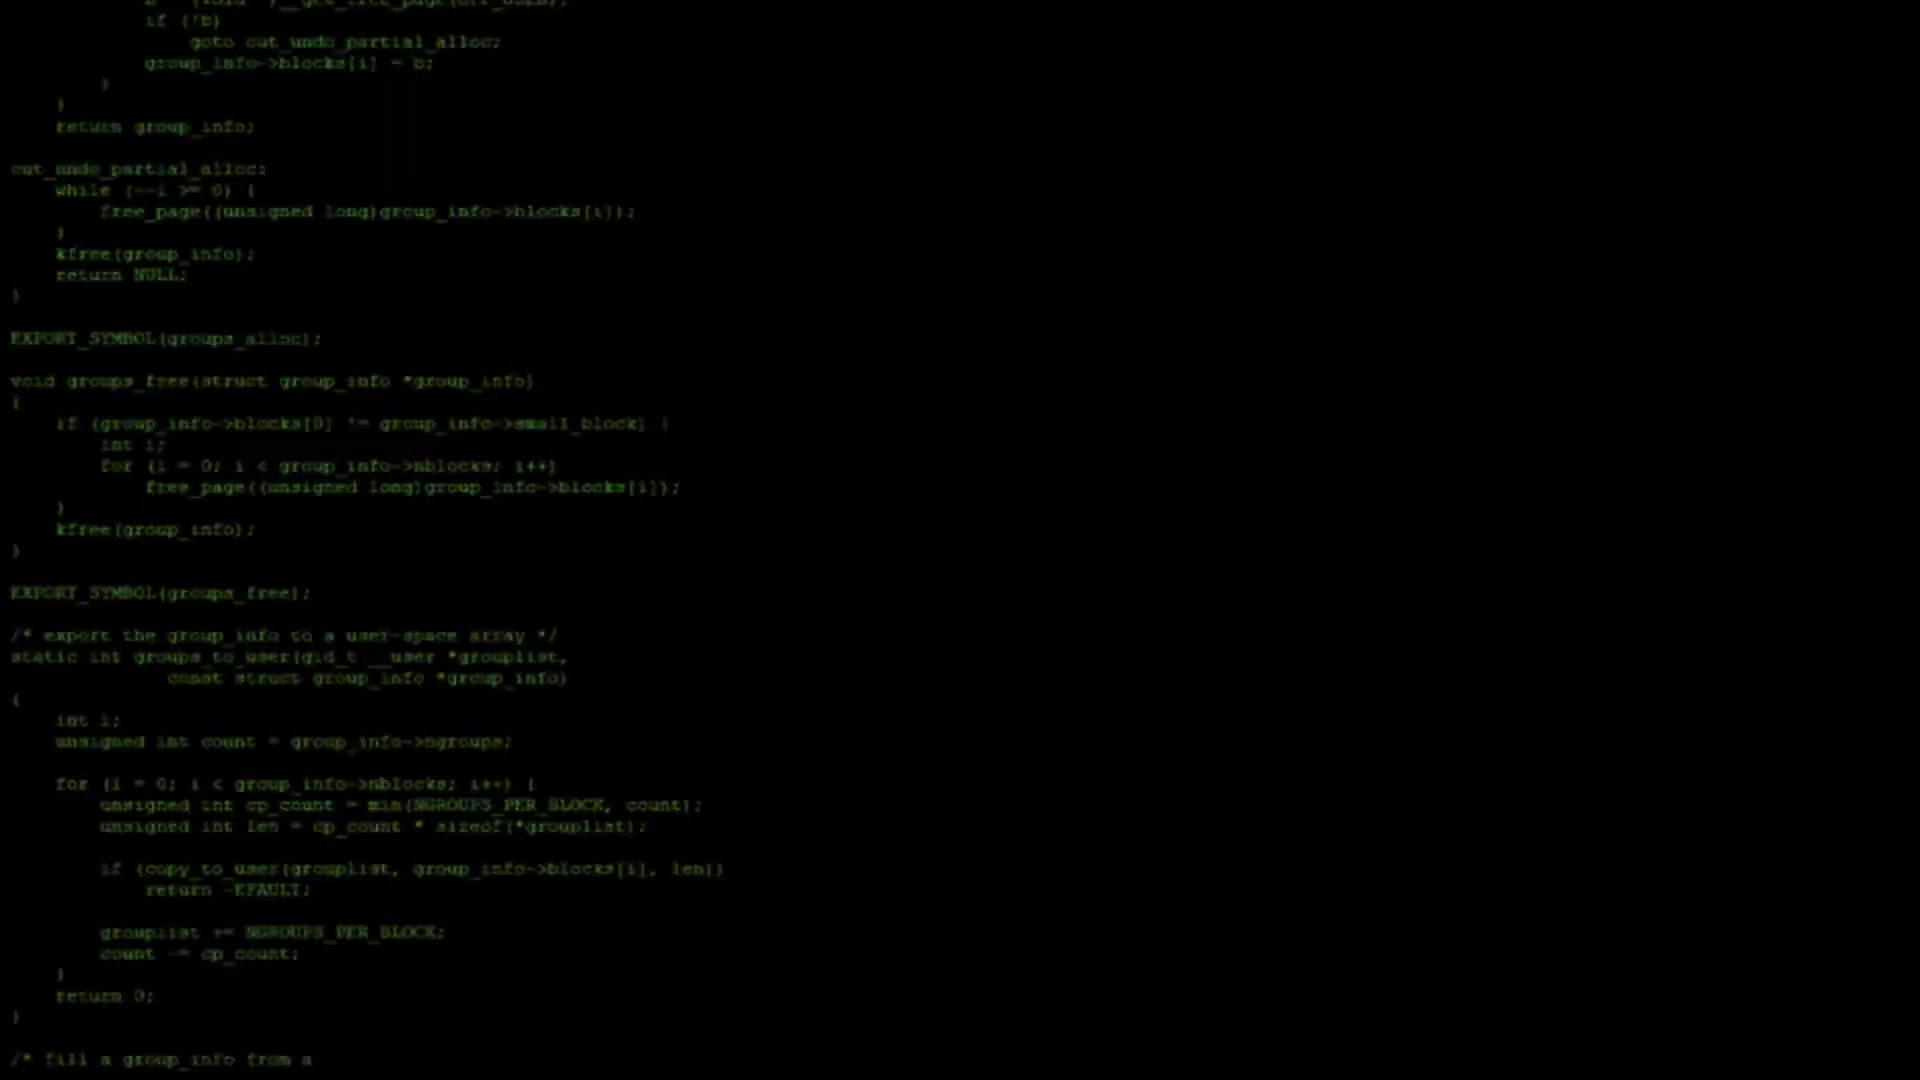 if (!b)
goto out_undo_partial_alloc;
group_info->blocks[i] = b;
}
}
return group_info;
out_undo_partial_alloc:
while (--i >= 0) {
free_page((unsigned long)group_info->blocks[i]);
}
kfree(group_info);
return NULL;
}
EXPORT_SYMBOL(groups_alloc);
void groups_free(struct group_info *group_info)
{
if (group_info->blocks[0] != group_info->small_block) {
int i;
for (i = 0; i < group_info->nblocks; i++)
free_page((unsigned long)group_info->blocks[i]);
}
kfree(group_info);
}
EXPORT_SYMBOL(groups_free);
/* export the group_info to a user-space array */
static int groups_to_user(gid_t __user *grouplist,
const struct group_info *group_info)
{
int i;
unsigned int count = group_info->ngroups;
for (i = 0; i < group_info->nblocks; i++) {
unsigned int cp_count = min(NGROUPS_PER_BLOCK, count);
unsigned int len = cp_count * sizeof(*grouplist);
if (copy_to_user(grouplist, group_info->blocks[i], len))
return -EFAULT;
grouplist += NGROUPS_PER_BLOCK;
count -= cp_count;
}
return 0;
}
/* fill a group_info from a